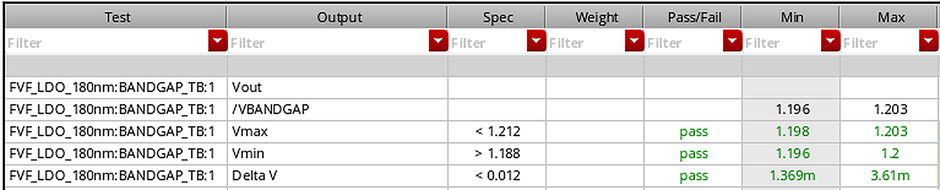 Test Output Spec Weight Pass/Fail Min Max
Filter Filter Filter Filter Filter Filter Filter
FVF_LDO_180nm:BANDGAP_TB:1 Vout
FVF_LDO_180nm:BANDGAP_TB:1 /VBANDGAP 1.196 1.203
FVF_LDO_180nm:BANDGAP_TB:1 Vmax < 1.212 pass 1.198 1.203
FVF_LDO_180nm:BANDGAP_TB:1 Vmin > 1.188 pass 1.196 1.2
FVF_LDO_180nm:BANDGAP_TB:1 Delta V < 0.012 pass 1.369m 3.61m